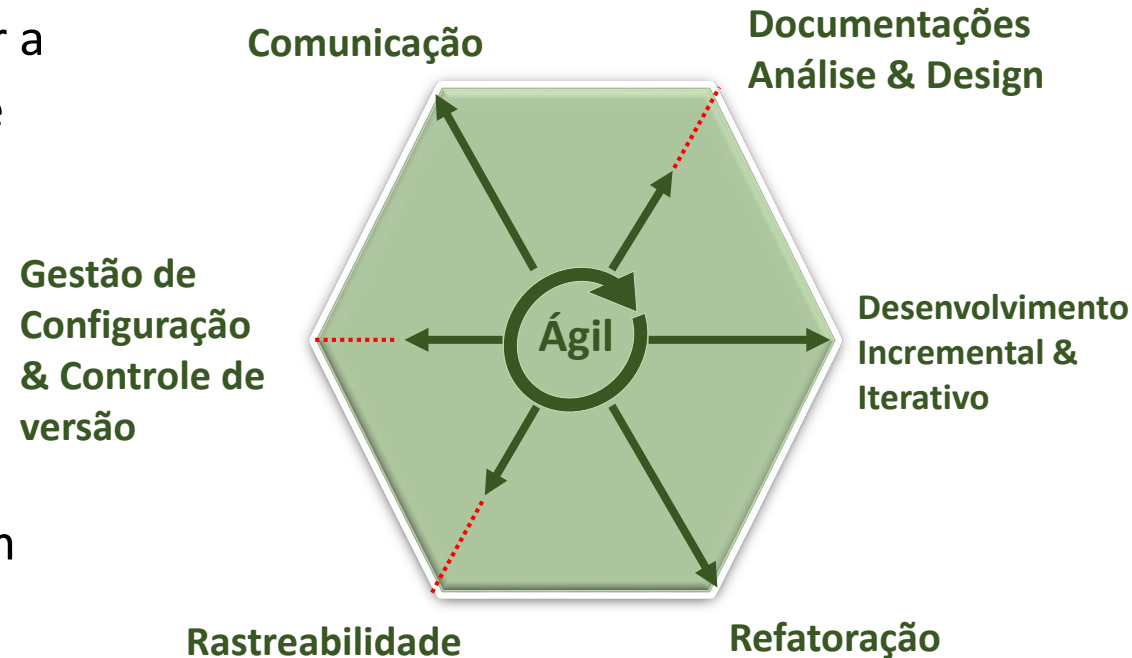 r a
e
Comunicação
Documentações
Análise & Design
Gestão de
Configuração
& Controle de
versão
Ágil
Desenvolvimento
Incremental &
Iterativo
n
Rastreabilidade
Refatoração